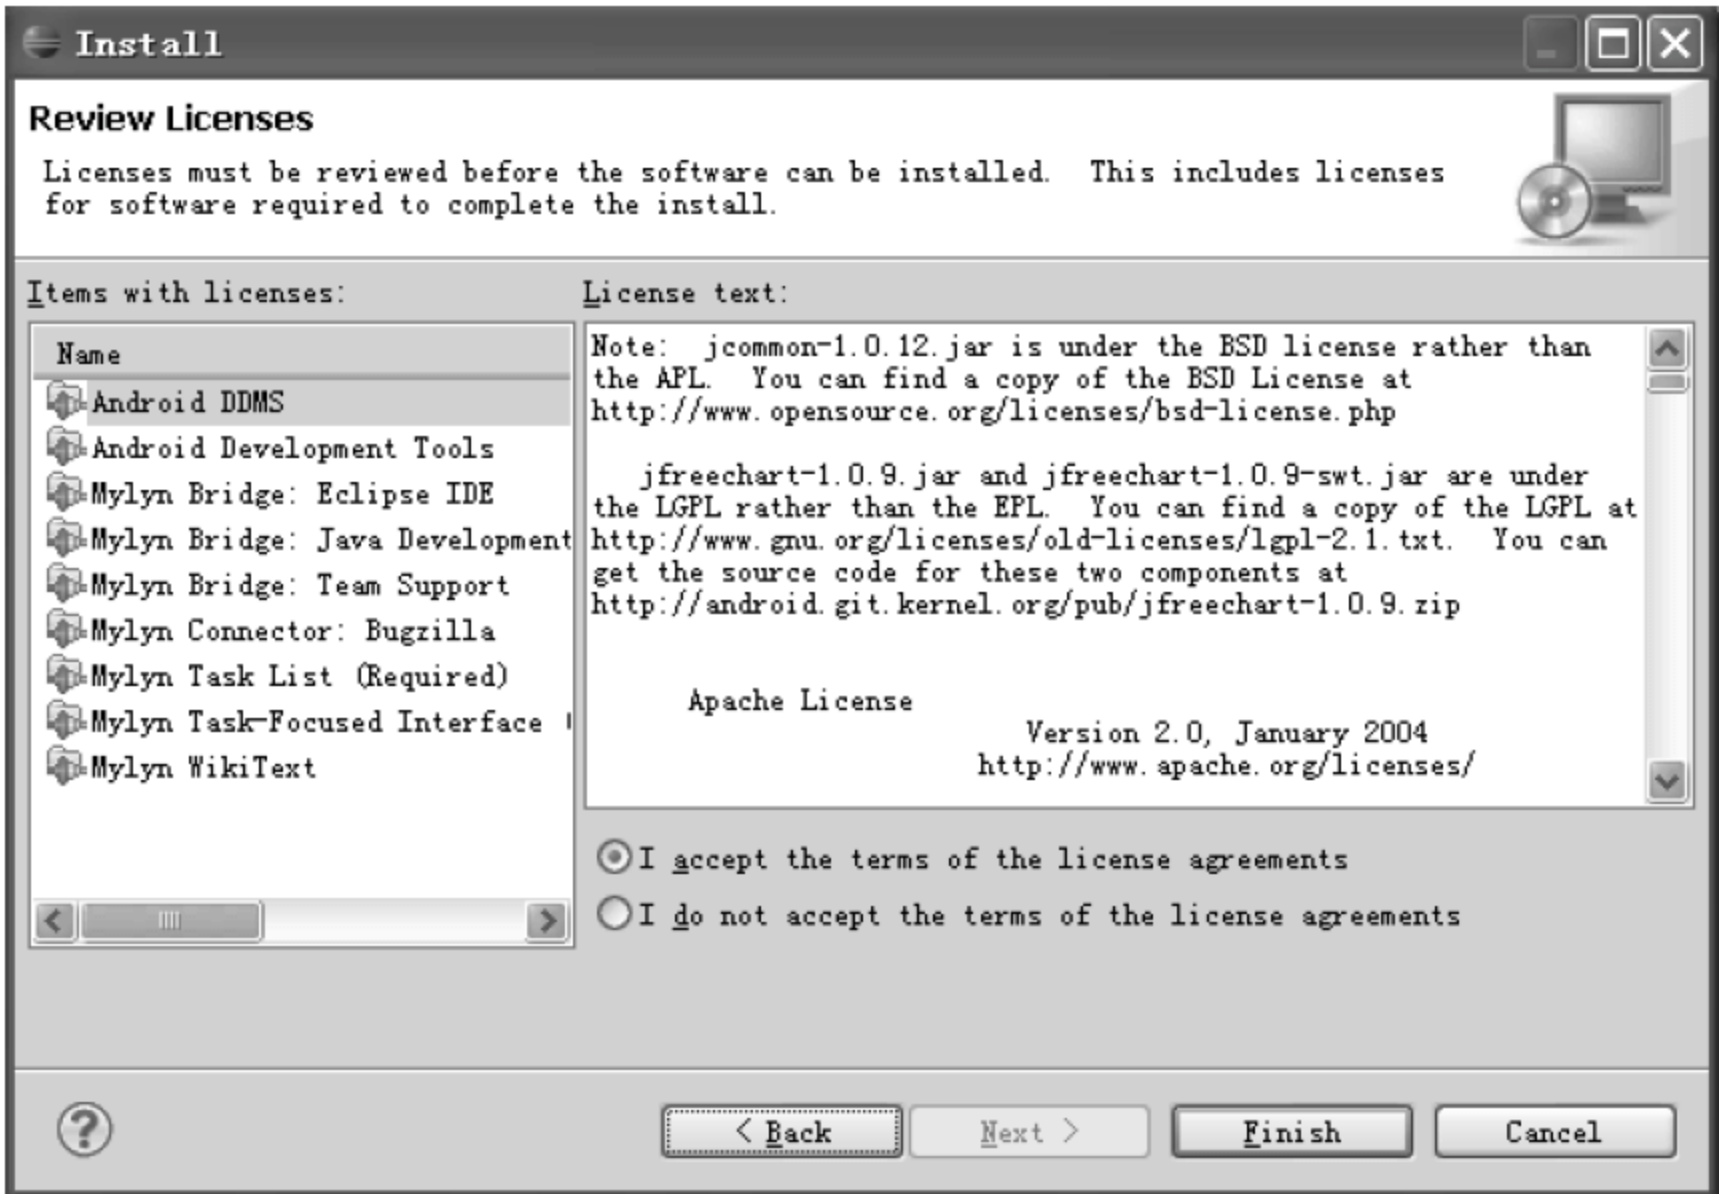 Install
Review Licenses
Licenses must be reviewed before the software can be installed.  This includes licenses
for software required to complete the install.
Items with licenses:
Name
Android DDMS
Android Development Tools
Mylyn Bridge: Eclipse IDE
Mylyn Bridge: Java Development
Mylyn Bridge: Team Support
Mylyn Connector: Bugzilla
Mylyn Task List (Required)
Mylyn Task-Focused Interface
Mylyn WikiText
License text:
Note:  jcommon-1.0.12.jar is under the BSD license rather than
the APL.  You can find a copy of the BSD License at
http://www.opensource.org/licenses/bsd-license.php
jfreechart-1.0.9.jar and jfreechart-1.0.9-swt.jar are under
the LGPL rather than the EPL.  You can find a copy of the LGPL at
http://www.gnu.org/licenses/old-licenses/lgpl-2.1.txt.  You can
get the source code for these two components at
http://android.git.kernel.org/pub/jfreechart-1.0.9.zip
Apache License
Version 2.0, January 2004
http://www.apache.org/licenses/
I accept the terms of the license agreements
I do not accept the terms of the license agreements
< Back
Next >
Finish
Cancel